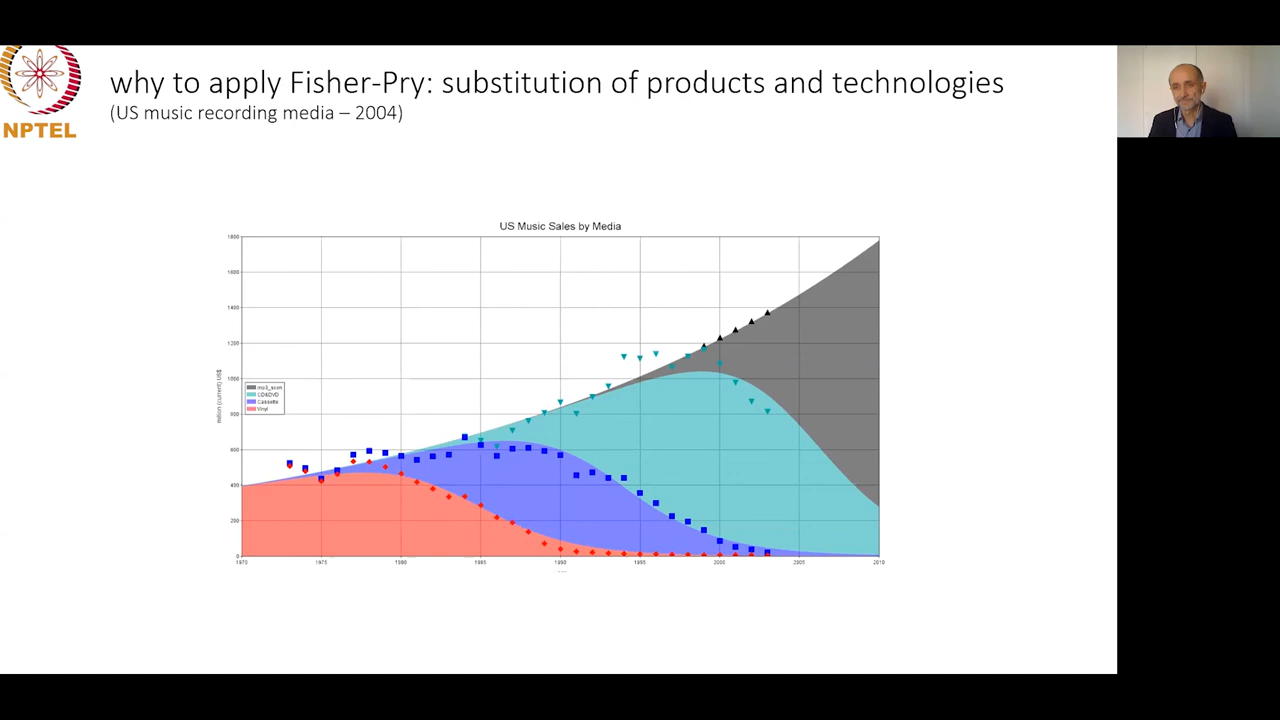 why to apply Fisher-Pry: substitution of products and technologies
(US music recording media – 2004)
NPTEL
US Music Sales by Media
1800
1600
1400
1200
1000
800
600
400
200
0
million (current) US$
CD&DVD
Cassette
Vinyl
1970 1975 1980 1985 1990 1995 2000 2005 2010